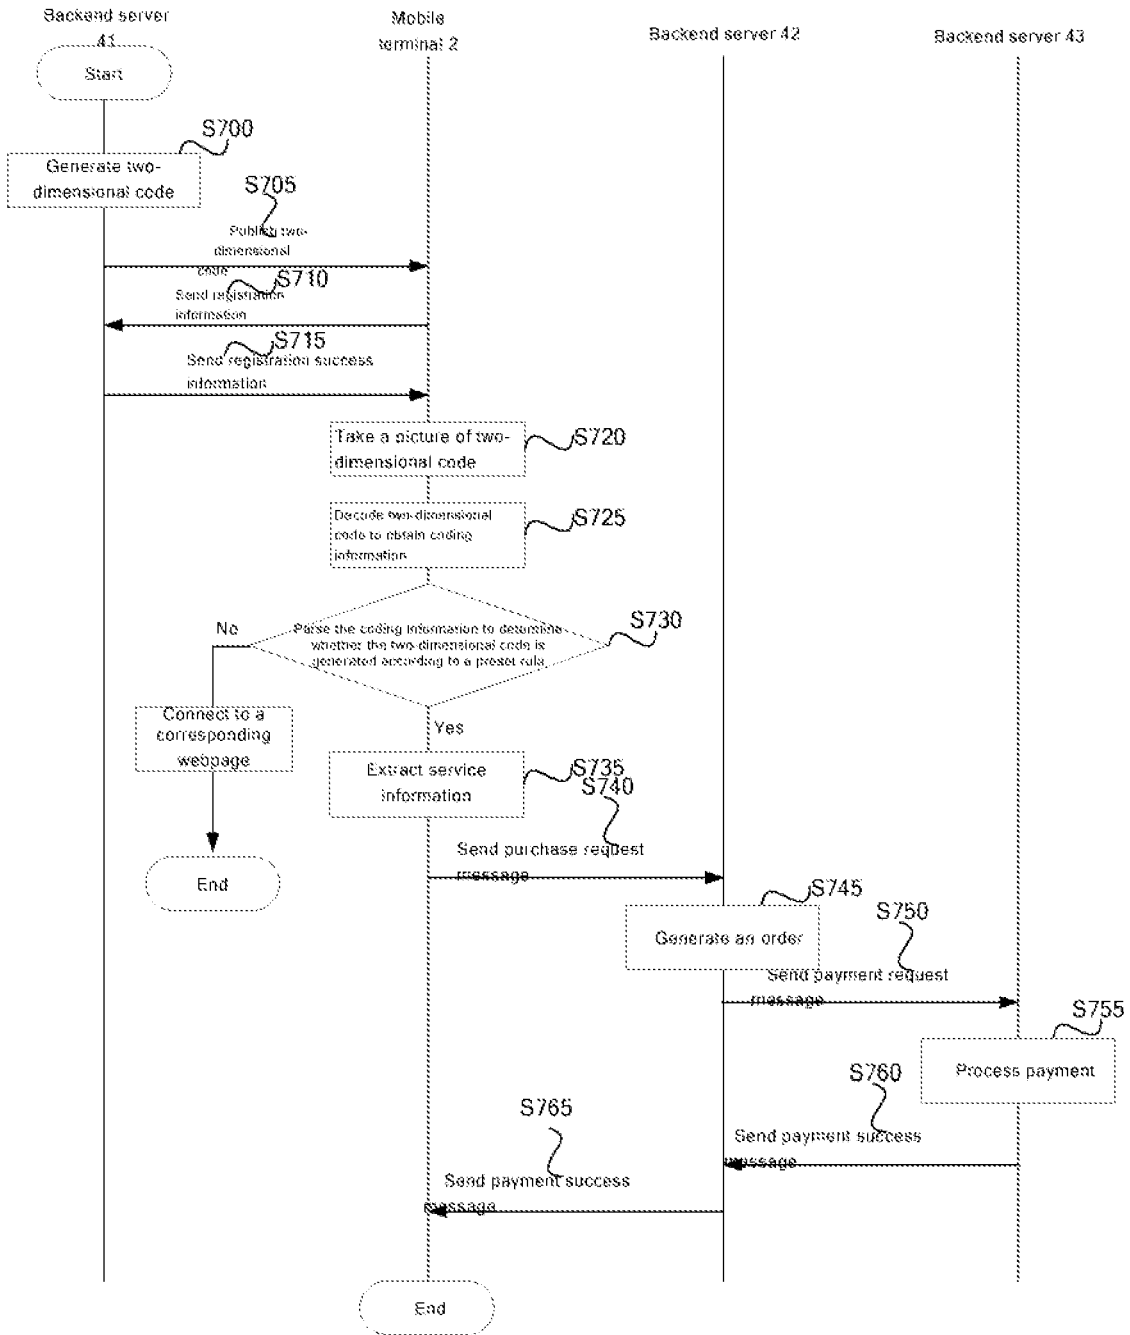 Backend server
41
Mobile
terminal 2
Backend server 42
Backend server 43
Start
S700
Generate two-
dimensional code
S705
Publish two-
dimensional
code
S710
Send registration
information
S715
Send registration success
information
Take a picture of two-
dimensional code
S720
Decode two-dimensional
code to obtain coding
information
S725
Parse the coding information to determine
whether the two-dimensional code is
generated according to a preset rule
S730
No
Connect to a
corresponding
webpage
End
Yes
Extract service
information
S735
S740
Send purchase request
message
S745
Generate an order
S750
Send payment request
message
S755
Process payment
S760
Send payment success
message
S765
Send payment success
message
End